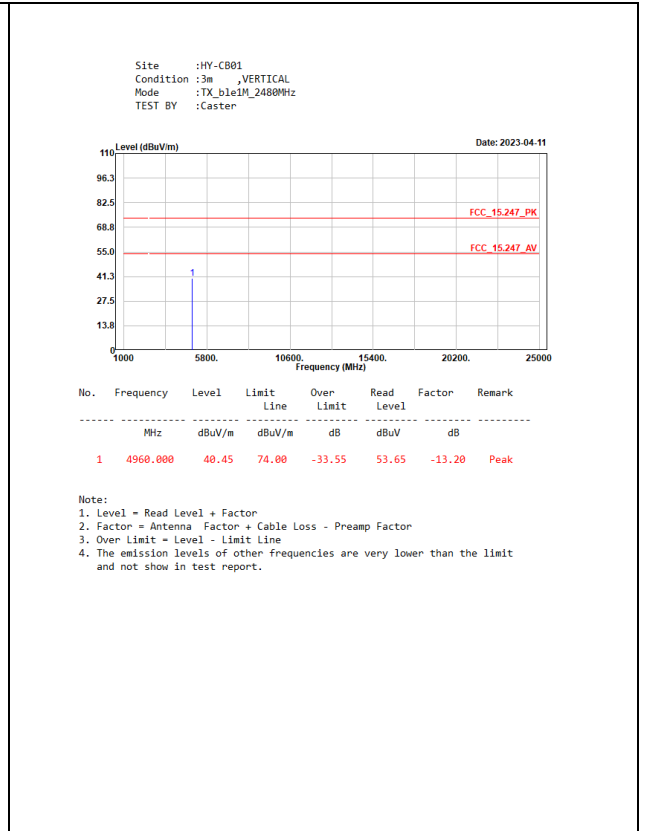 Site      :HY-CB01
Condition :3m    ,VERTICAL
Mode      :TX_ble1M_2480MHz
TEST BY   :Caster
Level (dBuV/m)
Date: 2023-04-11
110
96.3
82.5
FCC_15.247_PK
68.8
FCC_15.247_AV
55.0
41.3
1
27.5
13.8
0
1000 5800. 10600. 15400. 20200. 25000
Frequency (MHz)
No. Frequency Level Limit Over Read Factor Remark
Line Limit Level
------ ----------- -------- --------- --------- -------- -------- ---------
MHz dBuV/m dBuV/m dB dBuV dB
1 4960.000 40.45 74.00 -33.55 53.65 -13.20 Peak
Note:
1. Level = Read Level + Factor
2. Factor = Antenna  Factor + Cable Loss - Preamp Factor
3. Over Limit = Level - Limit Line
4. The emission levels of other frequencies are very lower than the limit
and not show in test report.